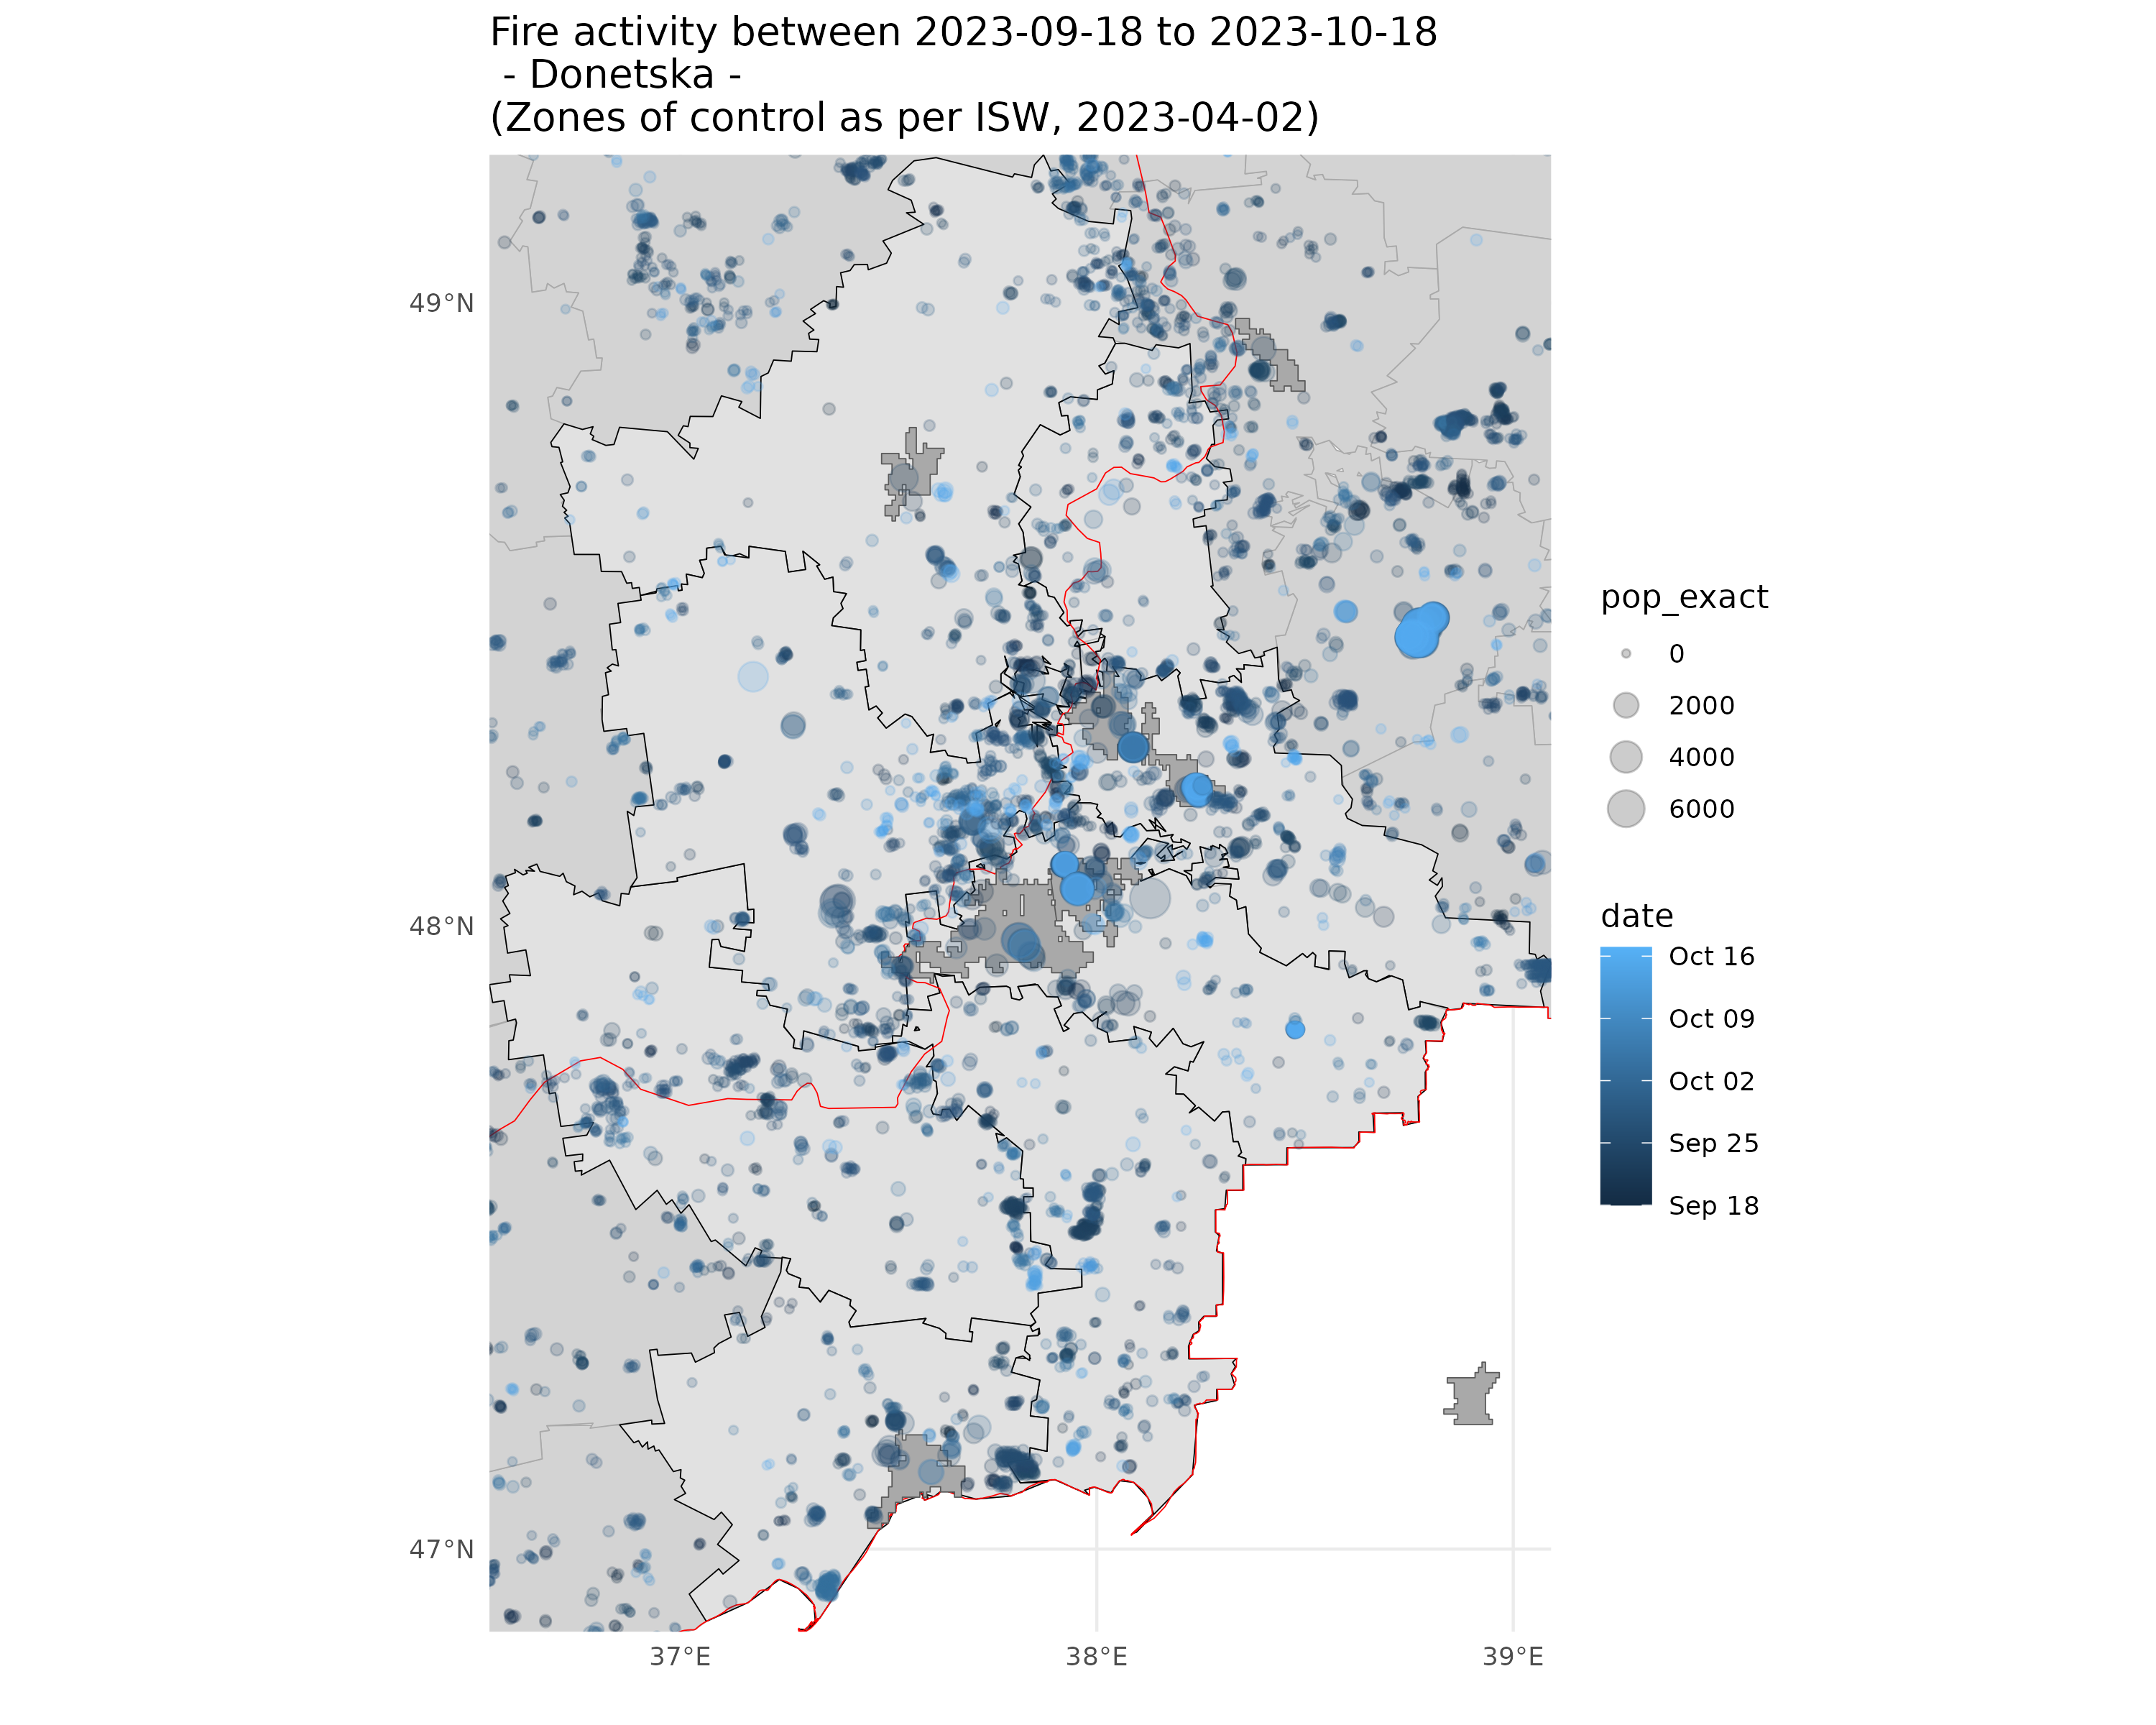 Fire activity between 2023-09-18 to 2023-10-18
- Donetska -
(Zones of control as per ISW, 2023-04-02)
49°N
48°N
47°N
37°E
38°E
39°E
pop_exact
0
2000
4000
6000
date
Oct 16
Oct 09
Oct 02
Sep 25
Sep 18